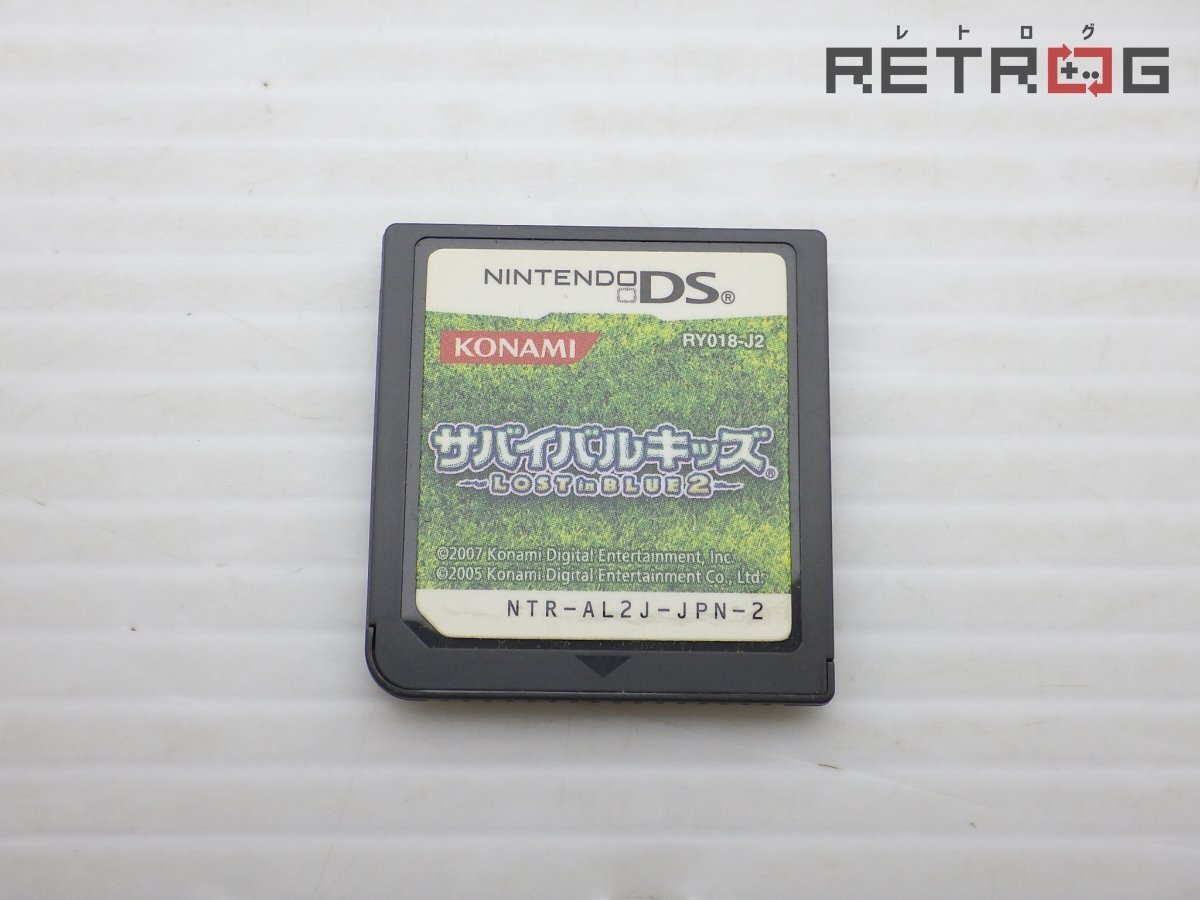 レトログ
RETROG
NINTENDO DS®
KONAMI
RY018-J2
サバイバルキッズ®
LOST in BLUE 2
©2007 Konami Digital Entertainment, Inc.
©2005 Konami Digital Entertainment Co., Ltd.
NTR-AL2J-JPN-2